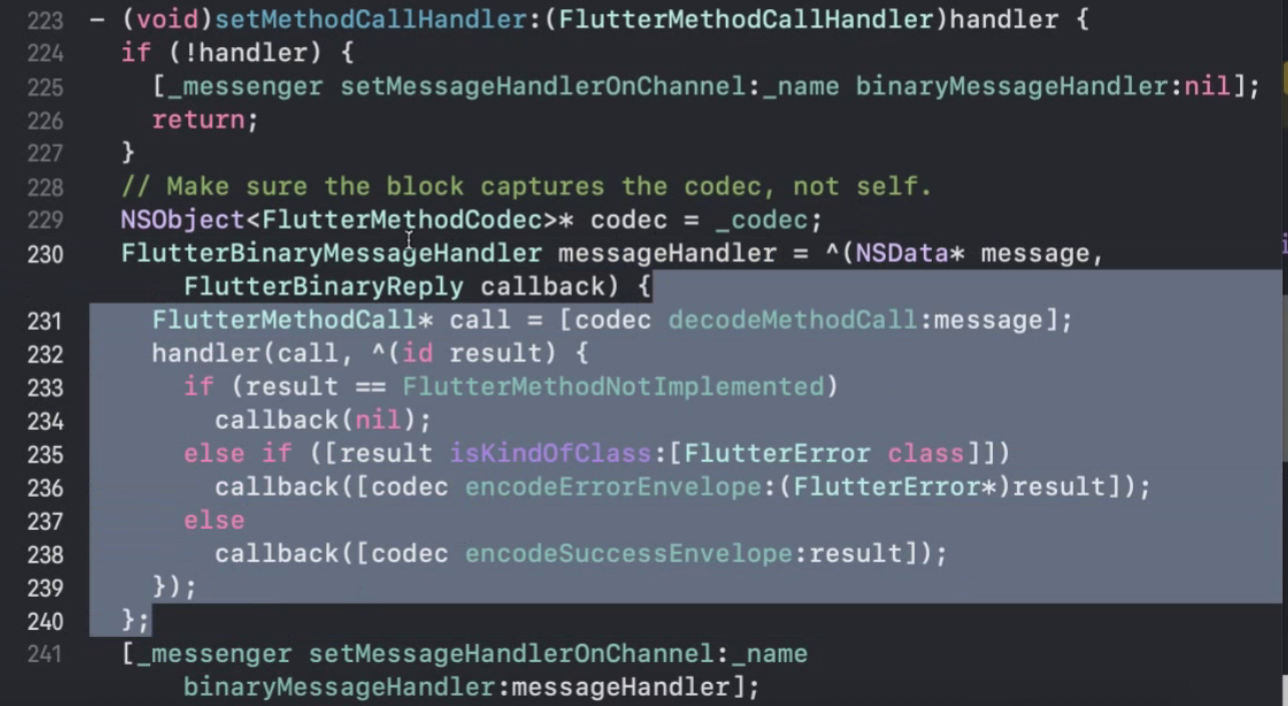 223 - (void)setMethodCallHandler:(FlutterMethodCallHandler)handler {
224 if (!handler) {
225 [_messenger setMessageHandlerOnChannel:_name binaryMessageHandler:nil];
226 return;
227 }
228 // Make sure the block captures the codec, not self.
229 NSObject<FlutterMethodCodec>* codec = _codec;
230 FlutterBinaryMessageHandler messageHandler = ^(NSData* message,
FlutterBinaryReply callback) {
231 FlutterMethodCall* call = [codec decodeMethodCall:message];
232 handler(call, ^(id result) {
233 if (result == FlutterMethodNotImplemented)
234 callback(nil);
235 else if ([result isKindOfClass:[FlutterError class]])
236 callback([codec encodeErrorEnvelope:(FlutterError*)result]);
237 else
238 callback([codec encodeSuccessEnvelope:result]);
239 });
240 };
241 [_messenger setMessageHandlerOnChannel:_name
binaryMessageHandler:messageHandler];